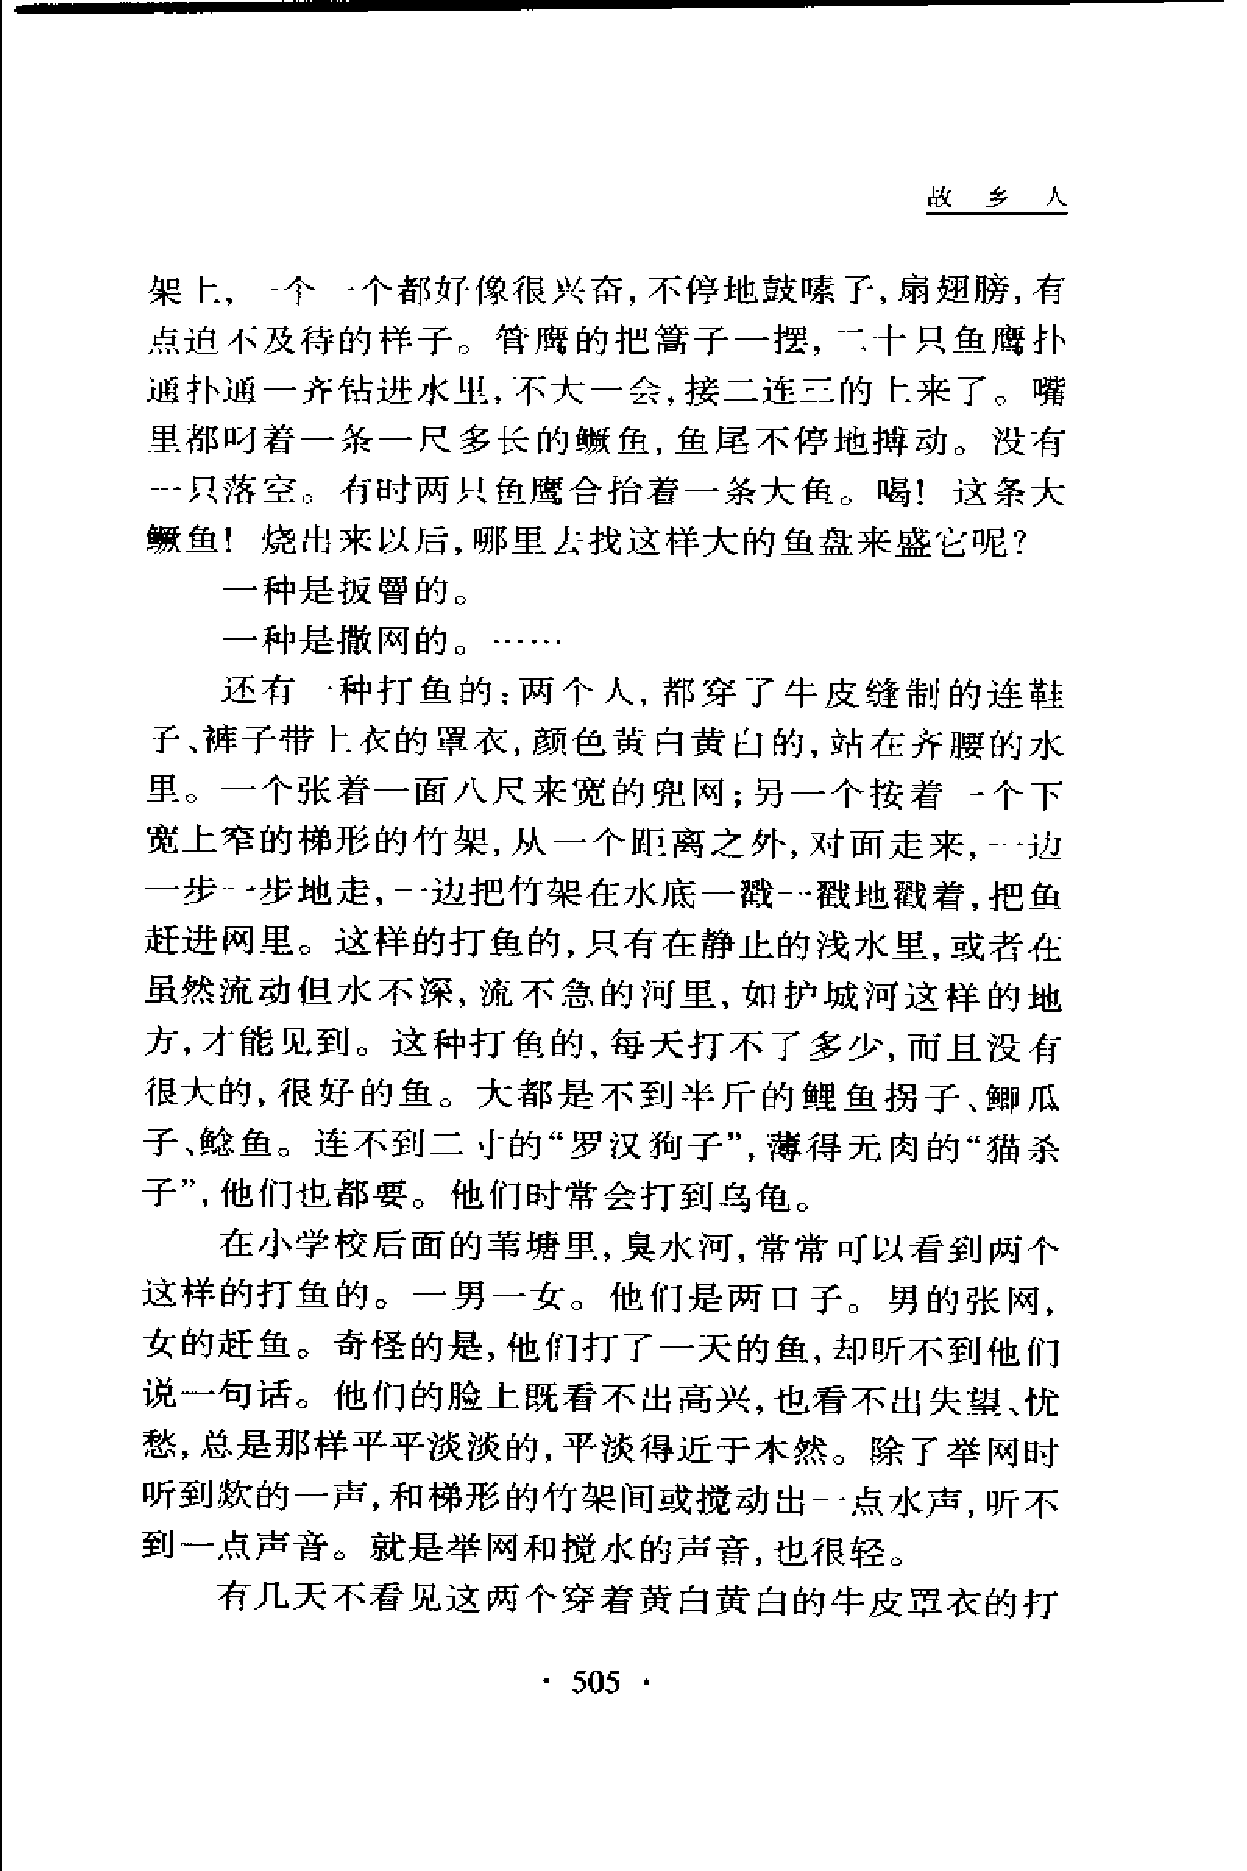 故乡人
架上，一个一个都好像很兴奋，不停地鼓嗉子，扇翅膀，有
点迫不及待的样子。管鹰的把篙子一摆，二十只鱼鹰扑
通扑通一齐钻进水里，不大一会，接二连三的上来了。嘴
里都叼着一条一尺多长的鳜鱼，鱼尾不停地搏动。没有
一只落空。有时两只鱼鹰合抬着一条大鱼。喝！这条大
鳜鱼！烧出来以后，哪里去找这样大的鱼盘来盛它呢？
一种是扳罾的。
一种是撒网的。……
还有一种打鱼的：两个人，都穿了牛皮缝制的连鞋
子、裤子带上衣的罩衣，颜色黄白黄白的，站在齐腰的水
里。一个张着一面八尺来宽的兜网；另一个按着一个下
宽上窄的梯形的竹架，从一个距离之外，对面走来，一边
一步一步地走，一边把竹架在水底一戳一戳地戳着，把鱼
赶进网里。这样的打鱼的，只有在静止的浅水里，或者在
虽然流动但水不深，流不急的河里，如护城河这样的地
方，才能见到。这种打鱼的，每天打不了多少，而且没有
很大的，很好的鱼。大都是不到半斤的鲤鱼拐子、鲫瓜
子、鲶鱼。连不到二寸的“罗汉狗子”，薄得无肉的“猫杀
子”，他们也都要。他们时常会打到乌龟。
在小学校后面的苇塘里，臭水河，常常可以看到两个
这样的打鱼的。一男一女。他们是两口子。男的张网，
女的赶鱼。奇怪的是，他们打了一天的鱼，却听不到他们
说一句话。他们的脸上既看不出高兴，也看不出失望、忧
愁，总是那样平平淡淡的，平淡得近于木然。除了举网时
听到欻的一声，和梯形的竹架间或搅动出一点水声，听不
到一点声音。就是举网和搅水的声音，也很轻。
有几天不看见这两个穿着黄白黄白的牛皮罩衣的打
· 505 ·